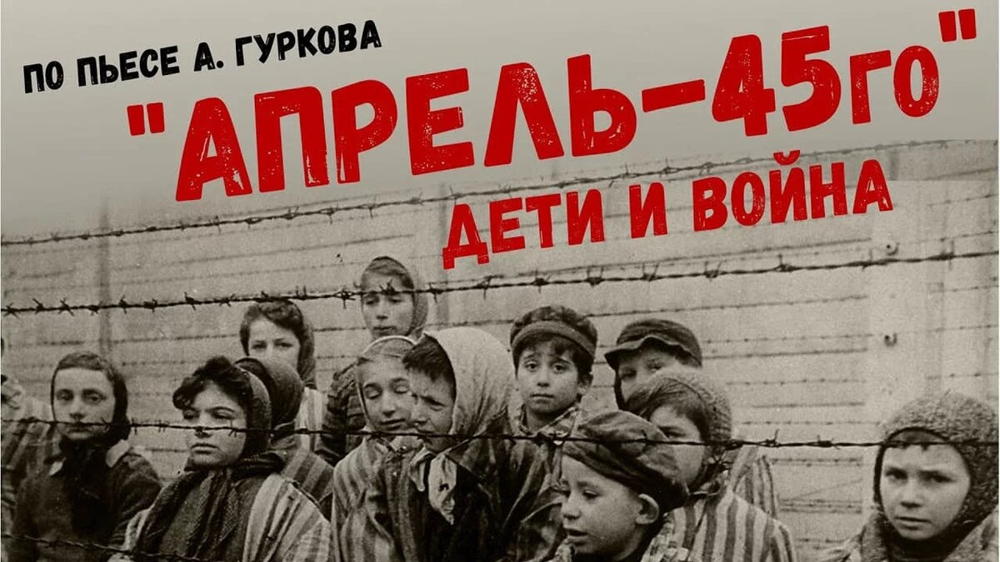 ПО ПЬЕСЕ А. ГУРКОВА
"АПРЕЛЬ-45го"
ДЕТИ И ВОЙНА